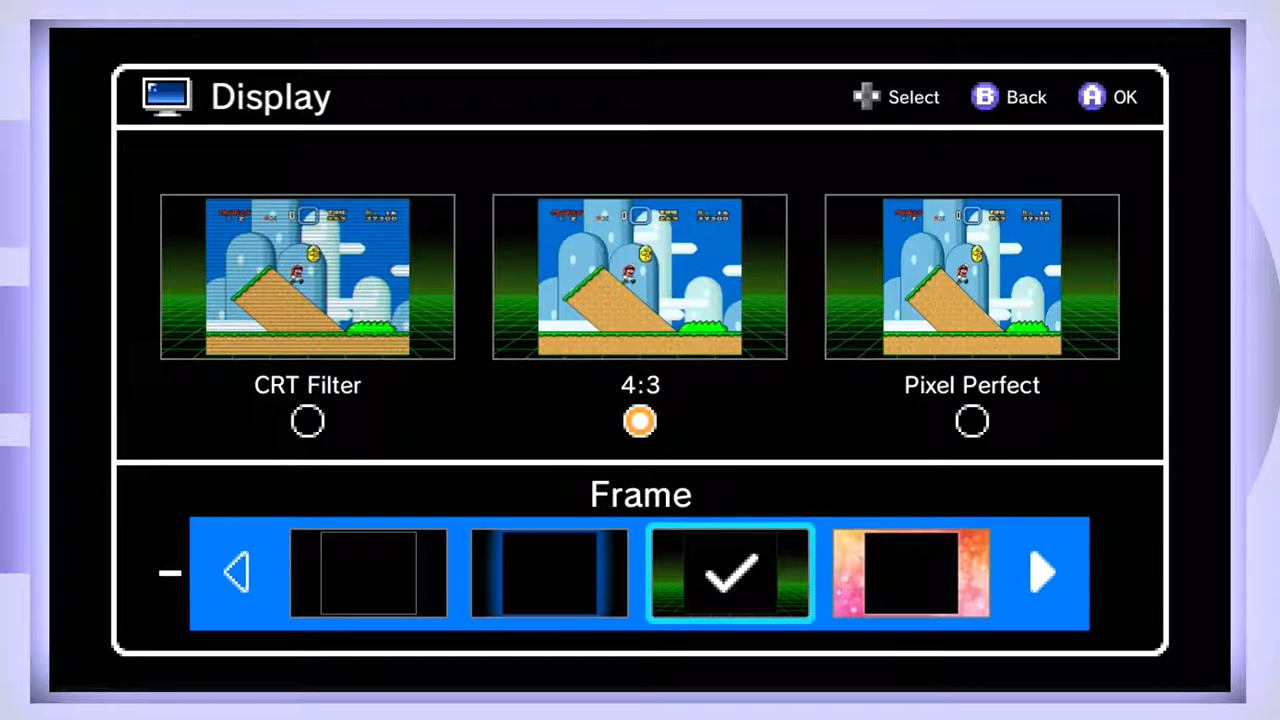 Display
Select
B Back
A OK
CRT Filter
4:3
Pixel Perfect
Frame